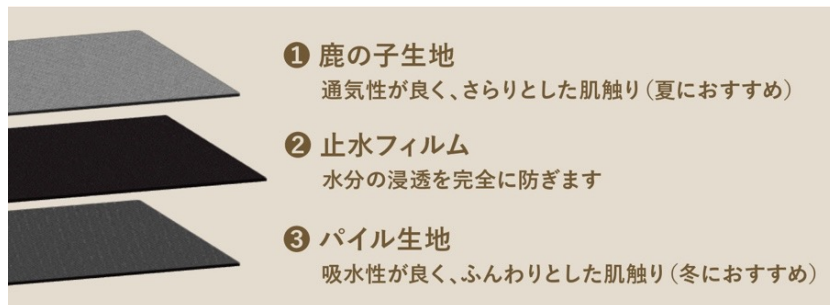 ❶ 鹿の子生地
通気性が良く、さらりとした肌触り（夏におすすめ）
❷ 止水フィルム
水分の浸透を完全に防ぎます
❸ パイル生地
吸水性が良く、ふんわりとした肌触り（冬におすすめ）